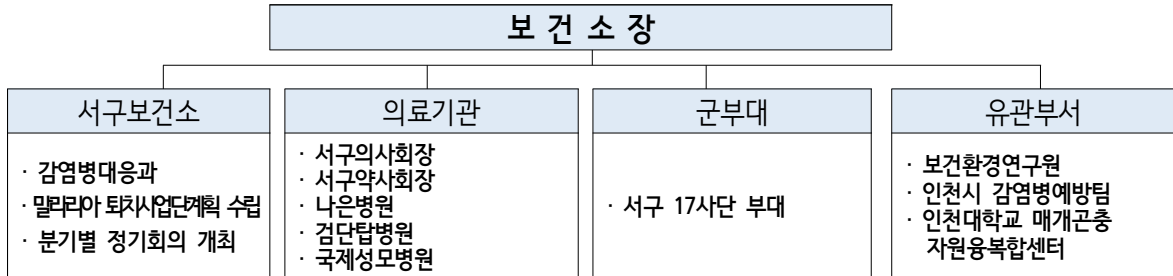 보 건 소 장
서구보건소
· 감염병대응과
· 말라리아 퇴치사업단계획 수립
· 분기별 정기회의 개최
의료기관
· 서구의사회장
· 서구약사회장
· 나은병원
· 검단탑병원
· 국제성모병원
군부대
· 서구 17사단 부대
유관부서
· 보건환경연구원
· 인천시 감염병예방팀
· 인천대학교 매개곤충
자원융복합센터